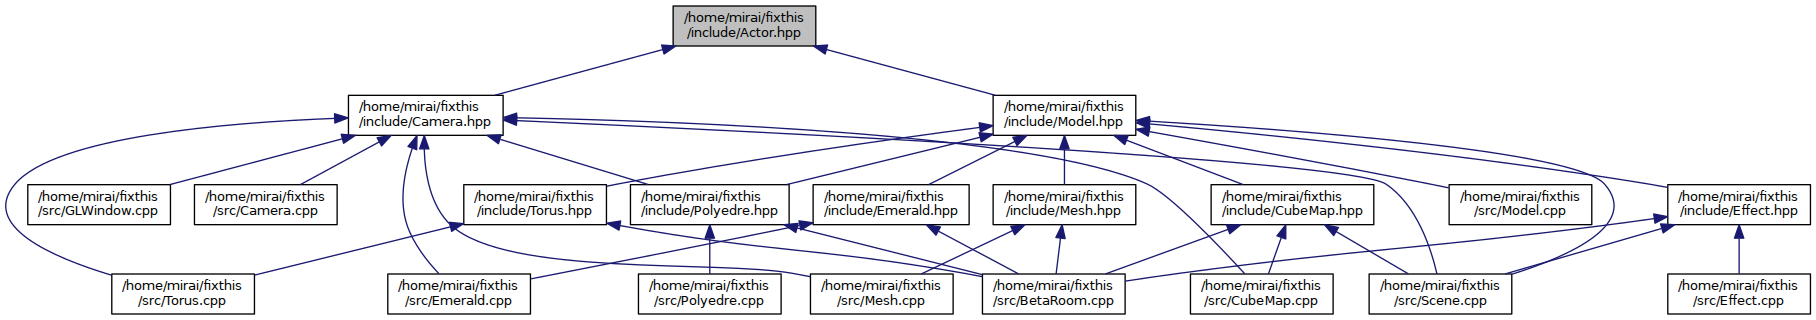 /home/mirai/fixthis
/include/Actor.hpp
/home/mirai/fixthis
/include/Camera.hpp
/home/mirai/fixthis
/include/Model.hpp
/home/mirai/fixthis
/src/GLWindow.cpp
/home/mirai/fixthis
/src/Camera.cpp
/home/mirai/fixthis
/include/Torus.hpp
/home/mirai/fixthis
/include/Polyedre.hpp
/home/mirai/fixthis
/include/Emerald.hpp
/home/mirai/fixthis
/include/Mesh.hpp
/home/mirai/fixthis
/include/CubeMap.hpp
/home/mirai/fixthis
/src/Model.cpp
/home/mirai/fixthis
/include/Effect.hpp
/home/mirai/fixthis
/src/Torus.cpp
/home/mirai/fixthis
/src/Emerald.cpp
/home/mirai/fixthis
/src/Polyedre.cpp
/home/mirai/fixthis
/src/Mesh.cpp
/home/mirai/fixthis
/src/BetaRoom.cpp
/home/mirai/fixthis
/src/CubeMap.cpp
/home/mirai/fixthis
/src/Scene.cpp
/home/mirai/fixthis
/src/Effect.cpp